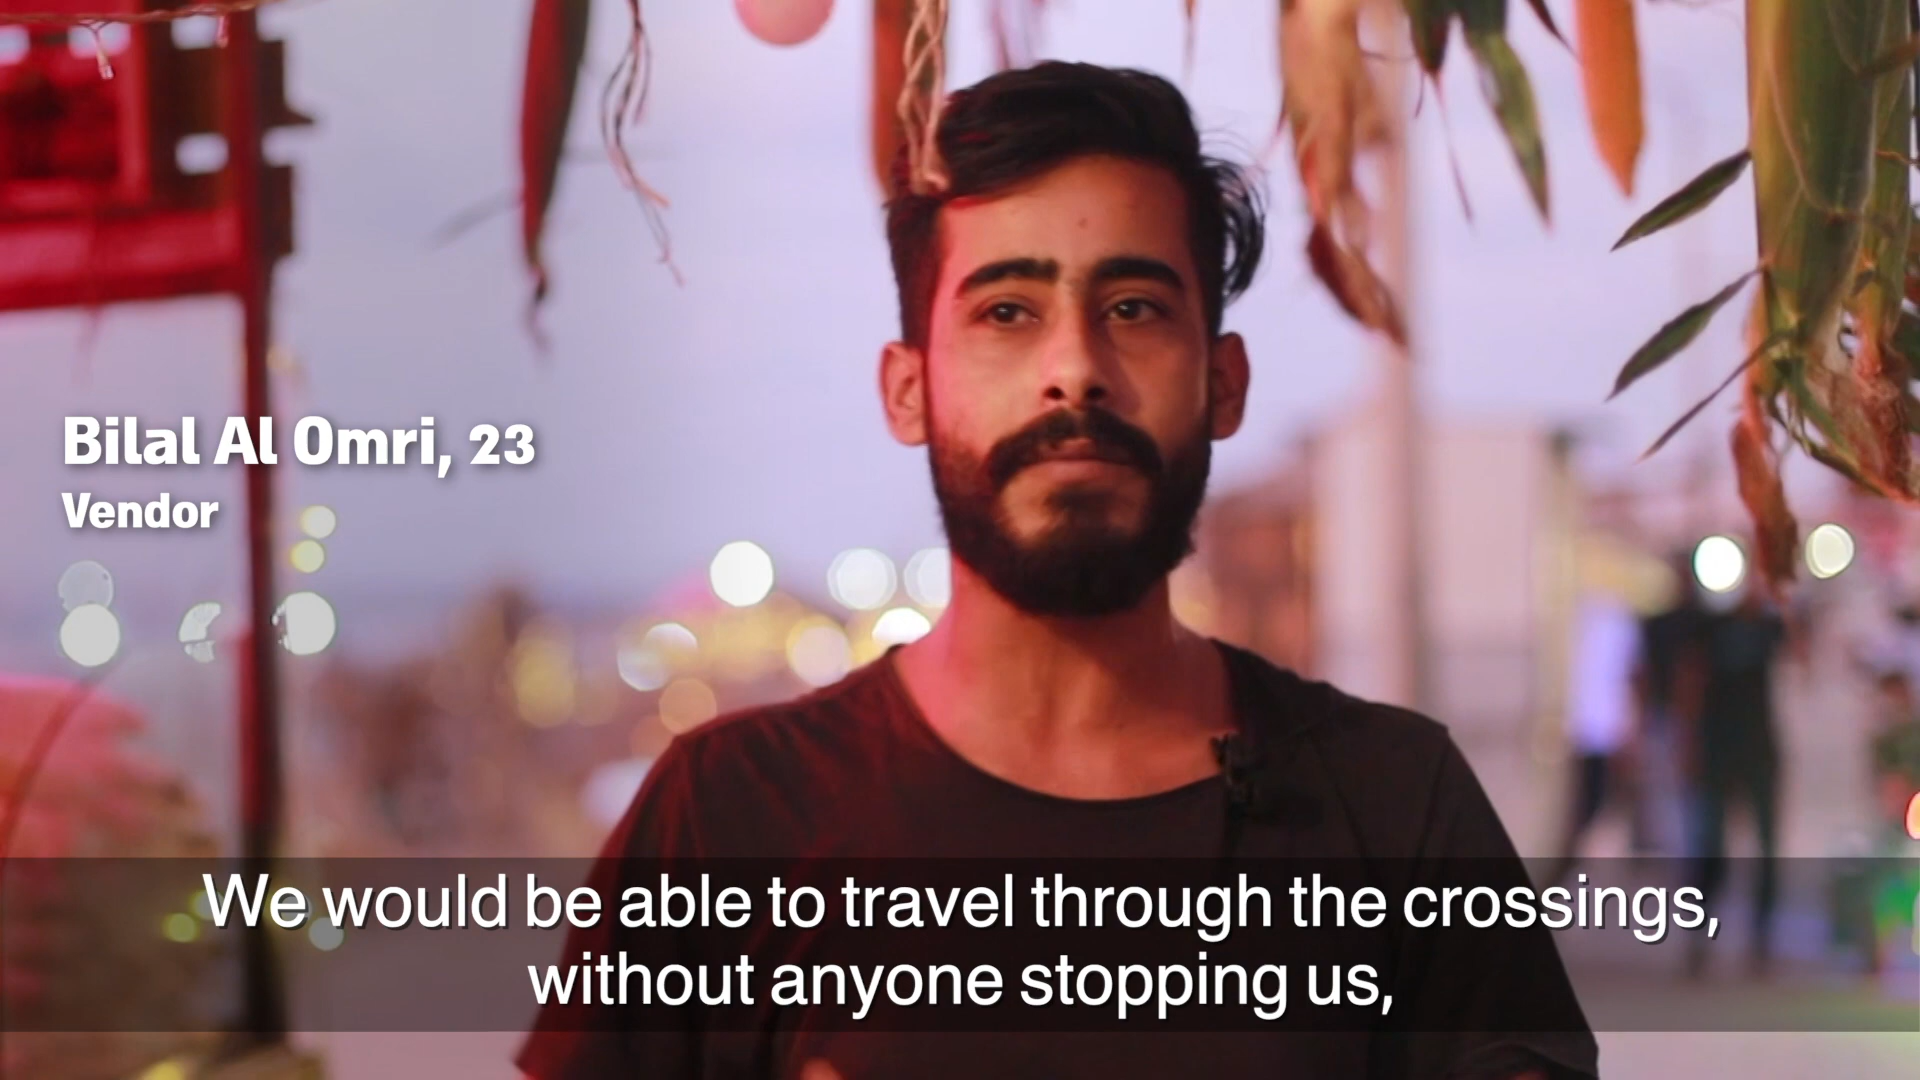 Bilal Al Omri, 23
Vendor
We would be able to travel through the crossings,
without anyone stopping us,